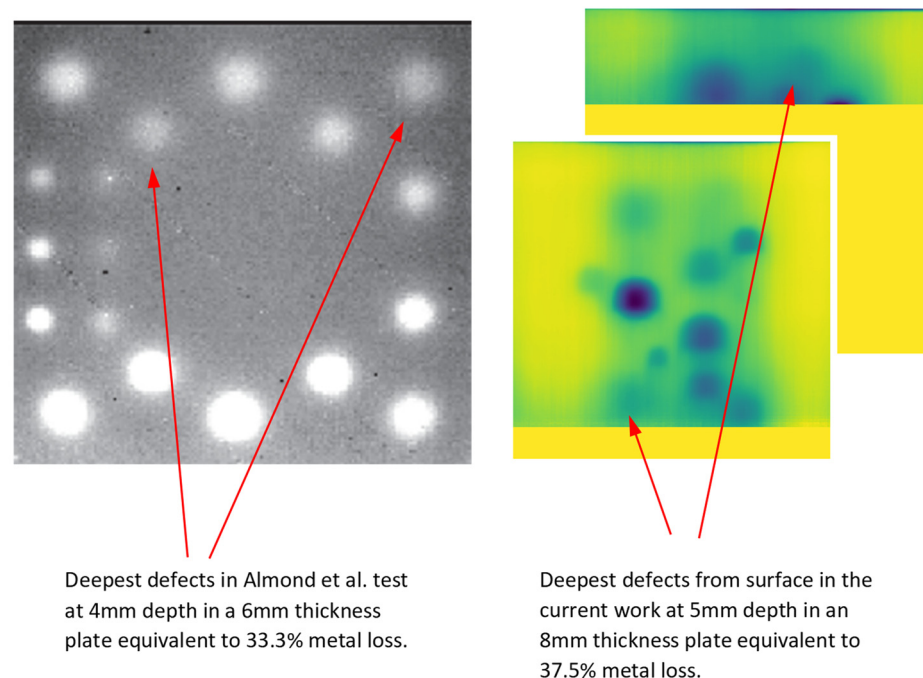 Deepest defects in Almond et al. test
at 4mm depth in a 6mm thickness
plate equivalent to 33.3% metal loss.
Deepest defects from surface in the
current work at 5mm depth in an
8mm thickness plate equivalent to
37.5% metal loss.